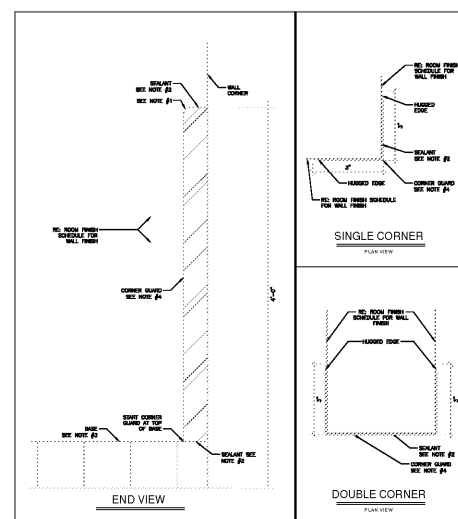 SEALANT
SEE NOTE #2
SEE NOTE #1
WALL
CORNER
RE: ROOM FINISH
SCHEDULE FOR
WALL FINISH
CORNER GUARD
SEE NOTE #4
START CORNER
GUARD AT TOP
OF BASE
BASE
SEE NOTE #3
SEALANT SEE
NOTE #2
END VIEW
RE: ROOM FINISH
SCHEDULE FOR
WALL FINISH
HUGGED
EDGE
SEALANT
SEE NOTE #2
2"
HUGGED EDGE
CORNER GUARD
SEE NOTE #4
RE: ROOM FINISH SCHEDULE
FOR WALL FINISH
SINGLE CORNER
PLAN VIEW
RE: ROOM FINISH
SCHEDULE FOR WALL
FINISH
HUGGED EDGE
SEALANT
SEE NOTE #2
CORNER GUARD
SEE NOTE #4
DOUBLE CORNER
PLAN VIEW